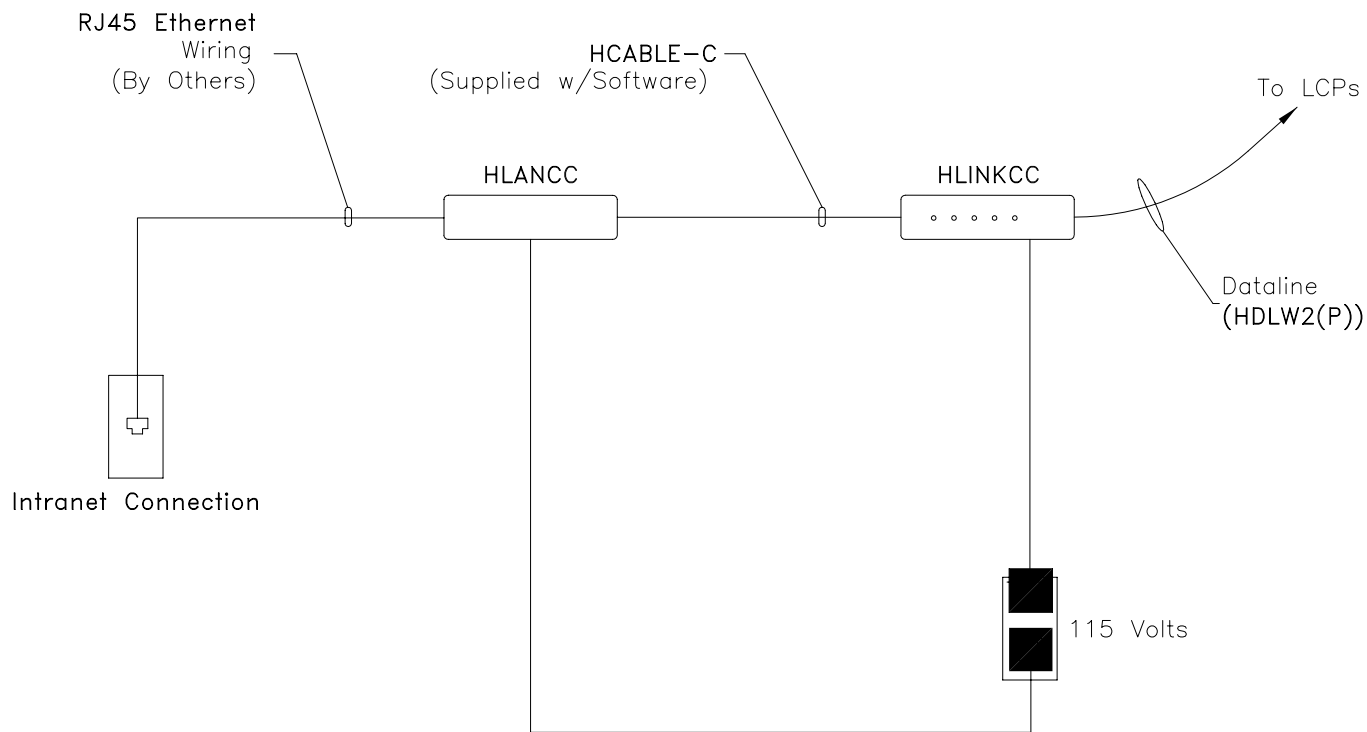 RJ45 Ethernet
Wiring
(By Others)
HCABLE-C
(Supplied w/Software)
To LCPs
HLANCC
HLINKCC
Dataline
(HDLW2(P))
Intranet Connection
115 Volts